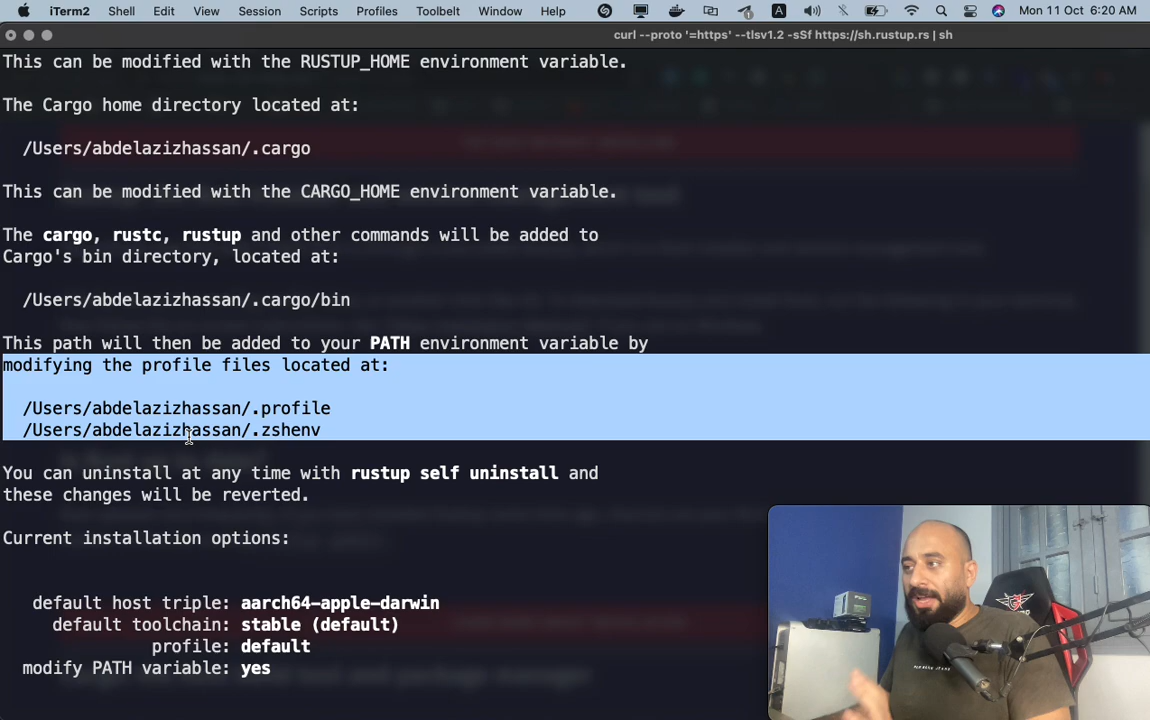 iTerm2 Shell Edit View Session Scripts Profiles Toolbelt Window Help A Mon 11 Oct 6:20 AM
curl --proto '=https' --tlsv1.2 -sSf https://sh.rustup.rs | sh
This can be modified with the RUSTUP_HOME environment variable.
The Cargo home directory located at:
/Users/abdelazizhassan/.cargo
This can be modified with the CARGO_HOME environment variable.
The cargo, rustc, rustup and other commands will be added to
Cargo's bin directory, located at:
/Users/abdelazizhassan/.cargo/bin
This path will then be added to your PATH environment variable by
modifying the profile files located at:
/Users/abdelazizhassan/.profile
/Users/abdelazizhassan/.zshenv
You can uninstall at any time with rustup self uninstall and
these changes will be reverted.
Current installation options:
default host triple: aarch64-apple-darwin
default toolchain: stable (default)
profile: default
modify PATH variable: yes